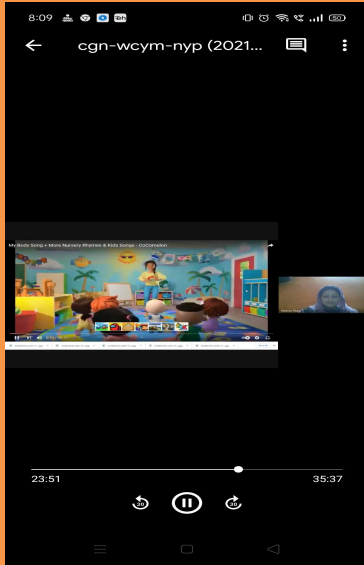 8:09
50
cgn-wcym-nyp (2021...
My Body Song + More Nursery Rhymes & Kids Songs - CoComelon
23:51
35:37